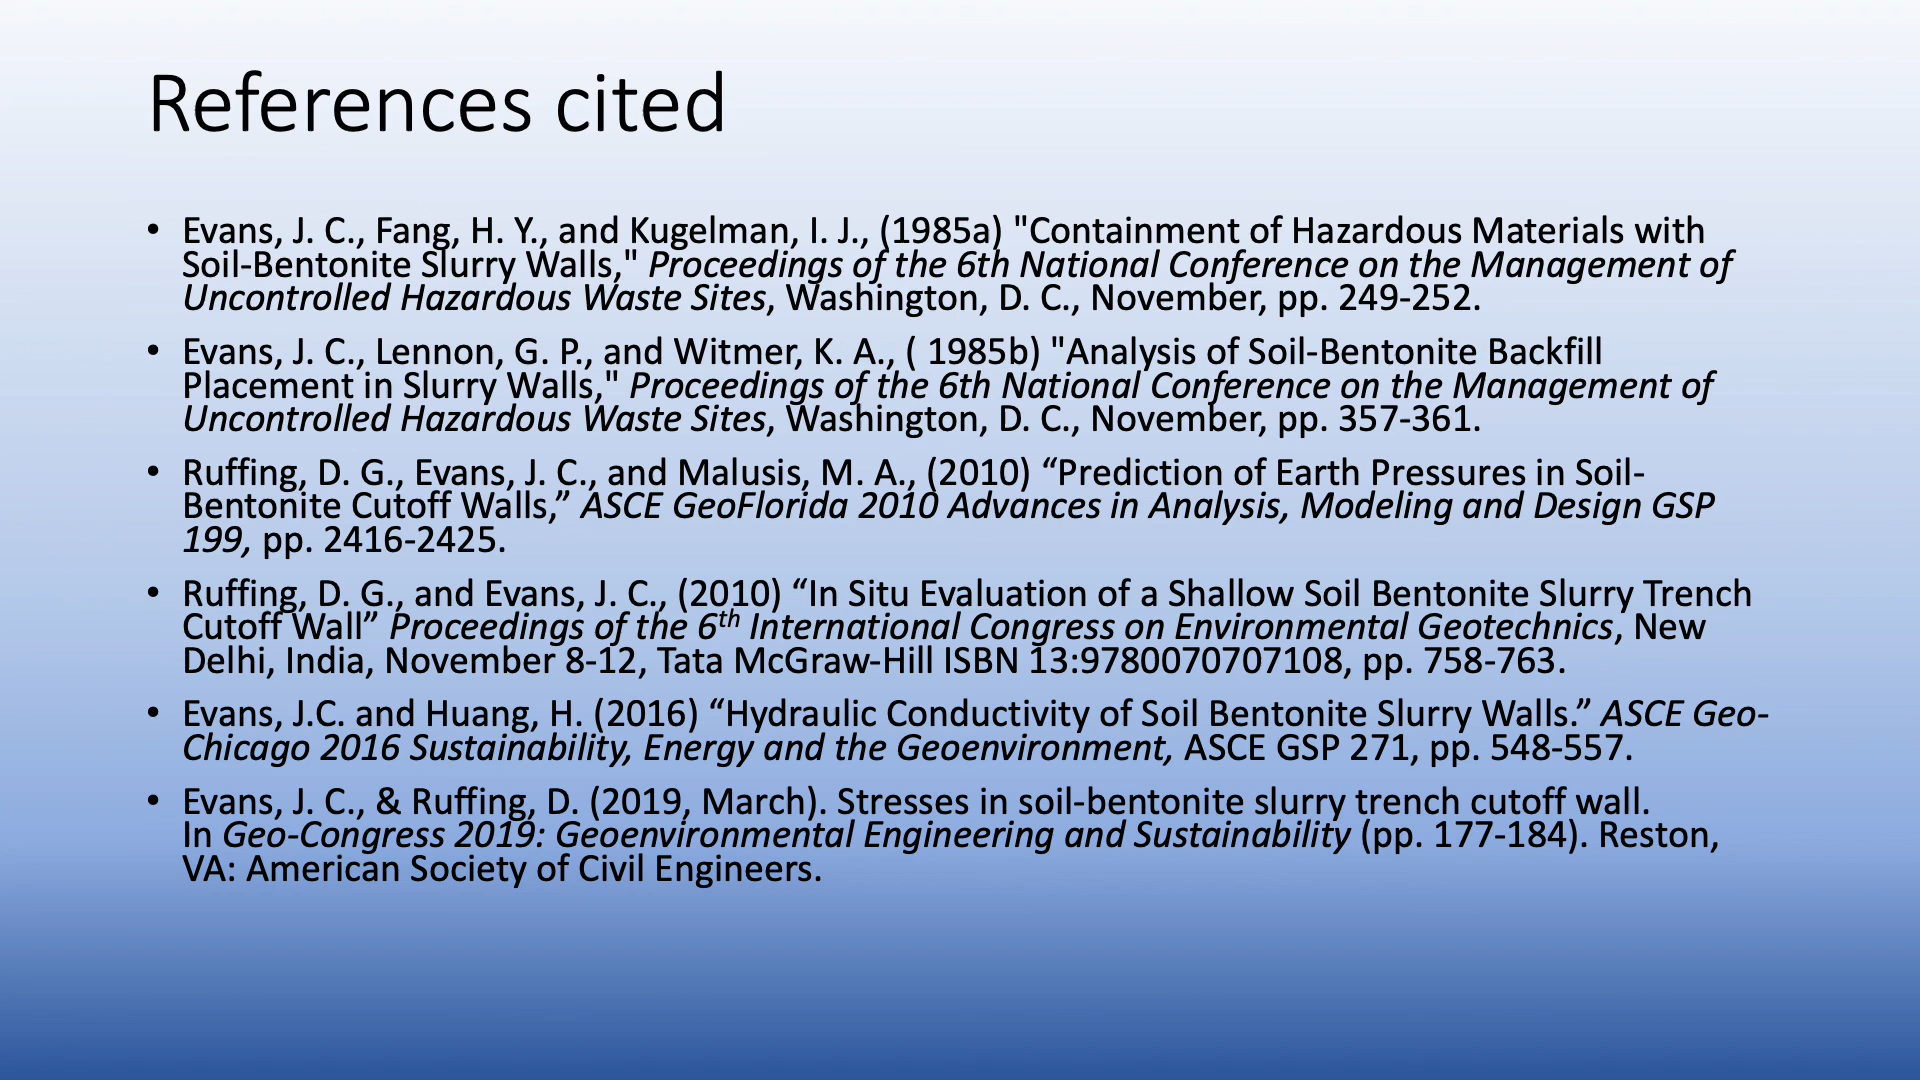 References cited
• Evans, J. C., Fang, H. Y., and Kugelman, I. J., (1985a) "Containment of Hazardous Materials with
Soil-Bentonite Slurry Walls," Proceedings of the 6th National Conference on the Management of
Uncontrolled Hazardous Waste Sites, Washington, D. C., November, pp. 249-252.
• Evans, J. C., Lennon, G. P., and Witmer, K. A., ( 1985b) "Analysis of Soil-Bentonite Backfill
Placement in Slurry Walls," Proceedings of the 6th National Conference on the Management of
Uncontrolled Hazardous Waste Sites, Washington, D. C., November, pp. 357-361.
• Ruffing, D. G., Evans, J. C., and Malusis, M. A., (2010) “Prediction of Earth Pressures in Soil-
Bentonite Cutoff Walls,” ASCE GeoFlorida 2010 Advances in Analysis, Modeling and Design GSP
199, pp. 2416-2425.
• Ruffing, D. G., and Evans, J. C., (2010) “In Situ Evaluation of a Shallow Soil Bentonite Slurry Trench
Cutoff Wall” Proceedings of the 6th International Congress on Environmental Geotechnics, New
Delhi, India, November 8-12, Tata McGraw-Hill ISBN 13:9780070707108, pp. 758-763.
• Evans, J.C. and Huang, H. (2016) “Hydraulic Conductivity of Soil Bentonite Slurry Walls.” ASCE Geo-
Chicago 2016 Sustainability, Energy and the Geoenvironment, ASCE GSP 271, pp. 548-557.
• Evans, J. C., & Ruffing, D. (2019, March). Stresses in soil-bentonite slurry trench cutoff wall.
In Geo-Congress 2019: Geoenvironmental Engineering and Sustainability (pp. 177-184). Reston,
VA: American Society of Civil Engineers.